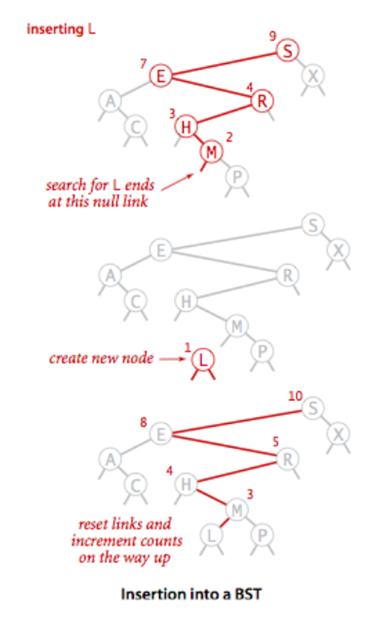 inserting L
9
S
7
E
X
4
A
R
3
C
H
2
M
P
search for L ends
at this null link
S
E
X
A
R
C
H
M
P
1
create new node
L
10
S
8
E
X
5
A
R
4
C
H
3
M
reset links and
increment counts
on the way up
L
P
Insertion into a BST